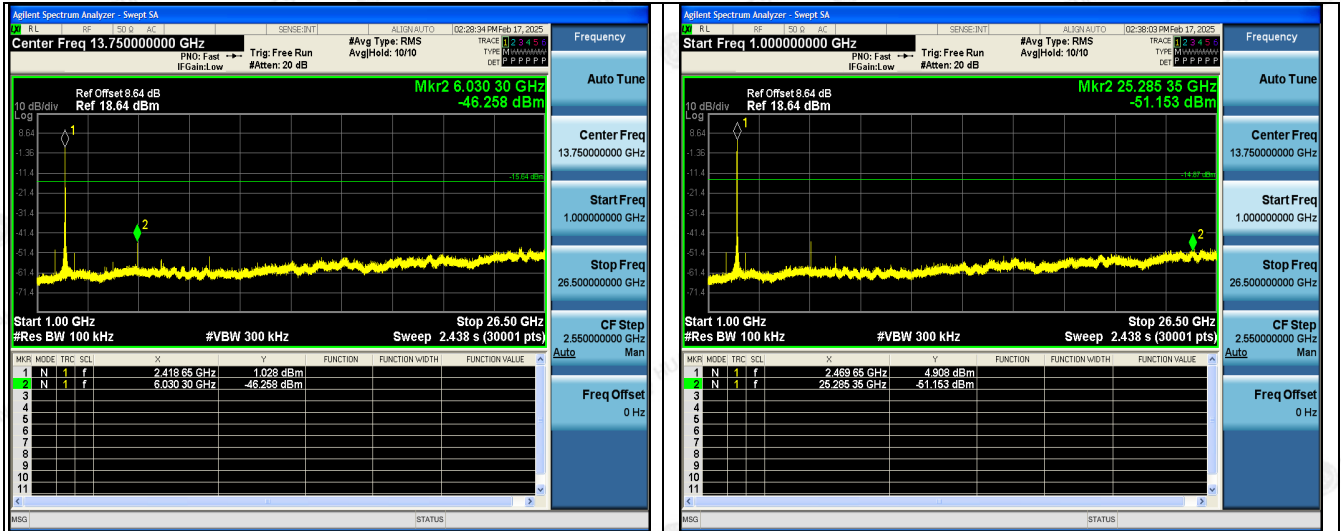 Agilent Spectrum Analyzer - Swept SA
RL RF 50 Ω AC SENSE:INT ALIGN AUTO 02:28:34 PM Feb 17, 2025
Center Freq 13.750000000 GHz
PNO: Fast
IFGain:Low
Trig: Free Run
#Atten: 20 dB
#Avg Type: RMS
Avg|Hold: 10/10
TRACE 1 2 3 4 5 6
TYPE M
DET P P P P P P
Ref Offset 8.64 dB
Ref 18.64 dBm
10 dB/div
Log
Mkr2 6.030 30 GHz
-46.258 dBm
8.64
-1.36
-11.4
-21.4
-31.4
-41.4
-51.4
-61.4
-71.4
1
2
-15.64 dBm
Start 1.00 GHz
Stop 26.50 GHz
#Res BW 100 kHz
#VBW 300 kHz
Sweep 2.438 s (30001 pts)
MKR MODE TRC SCL X Y FUNCTION FUNCTION WIDTH FUNCTION VALUE
1 N 1 f 2.418 65 GHz 1.028 dBm
2 N 1 f 6.030 30 GHz -46.258 dBm
3
4
5
6
7
8
9
10
11
MSG
STATUS
Frequency
Auto Tune
Center Freq
13.750000000 GHz
Start Freq
1.000000000 GHz
Stop Freq
26.500000000 GHz
CF Step
2.550000000 GHz
Auto Man
Freq Offset
0 Hz
Agilent Spectrum Analyzer - Swept SA
RL RF 50 Ω AC SENSE:INT ALIGN AUTO 02:38:03 PM Feb 17, 2025
Start Freq 1.000000000 GHz
PNO: Fast
IFGain:Low
Trig: Free Run
#Atten: 20 dB
#Avg Type: RMS
Avg|Hold: 10/10
TRACE 1 2 3 4 5 6
TYPE M
DET P P P P P P
Ref Offset 8.64 dB
Ref 18.64 dBm
10 dB/div
Log
Mkr2 25.285 35 GHz
-51.153 dBm
8.64
-1.36
-11.4
-21.4
-31.4
-41.4
-51.4
-61.4
-71.4
1
2
-14.87 dBm
Start 1.00 GHz
Stop 26.50 GHz
#Res BW 100 kHz
#VBW 300 kHz
Sweep 2.438 s (30001 pts)
MKR MODE TRC SCL X Y FUNCTION FUNCTION WIDTH FUNCTION VALUE
1 N 1 f 2.469 65 GHz 4.908 dBm
2 N 1 f 25.285 35 GHz -51.153 dBm
3
4
5
6
7
8
9
10
11
MSG
STATUS
Frequency
Auto Tune
Center Freq
13.750000000 GHz
Start Freq
1.000000000 GHz
Stop Freq
26.500000000 GHz
CF Step
2.550000000 GHz
Auto Man
Freq Offset
0 Hz